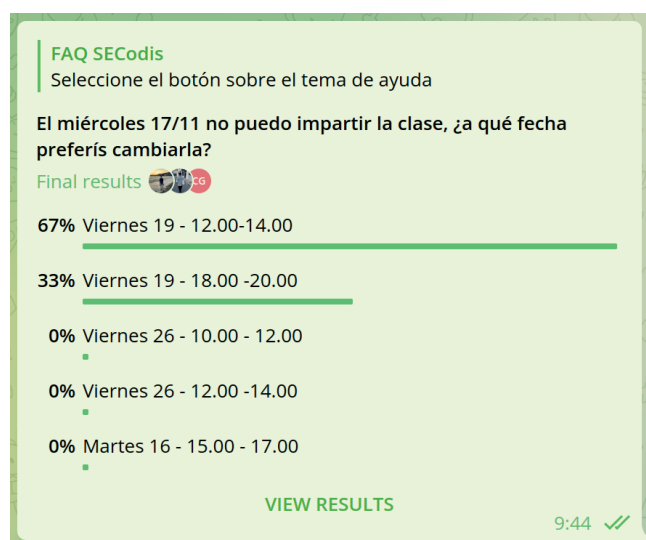 FAQ SECodis
Seleccione el botón sobre el tema de ayuda
El miércoles 17/11 no puedo impartir la clase, ¿a qué fecha
preferís cambiarla?
Final results CG
67% Viernes 19 - 12.00-14.00
33% Viernes 19 - 18.00 -20.00
0% Viernes 26 - 10.00 - 12.00
0% Viernes 26 - 12.00 -14.00
0% Martes 16 - 15.00 - 17.00
VIEW RESULTS
9:44